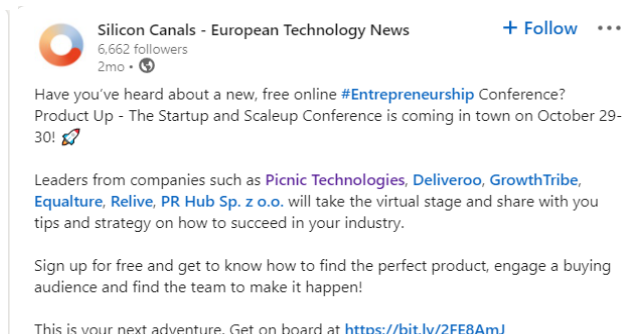 Silicon Canals - European Technology News
+ Follow
6,662 followers
2mo •
Have you've heard about a new, free online #Entrepreneurship Conference?
Product Up - The Startup and Scaleup Conference is coming in town on October 29-
30! 🚀
Leaders from companies such as Picnic Technologies, Deliveroo, GrowthTribe,
Equalture, Relive, PR Hub Sp. z o.o. will take the virtual stage and share with you
tips and strategy on how to succeed in your industry.
Sign up for free and get to know how to find the perfect product, engage a buying
audience and find the team to make it happen!
This is your next adventure. Get on board at https://bit.ly/2FE8AmJ